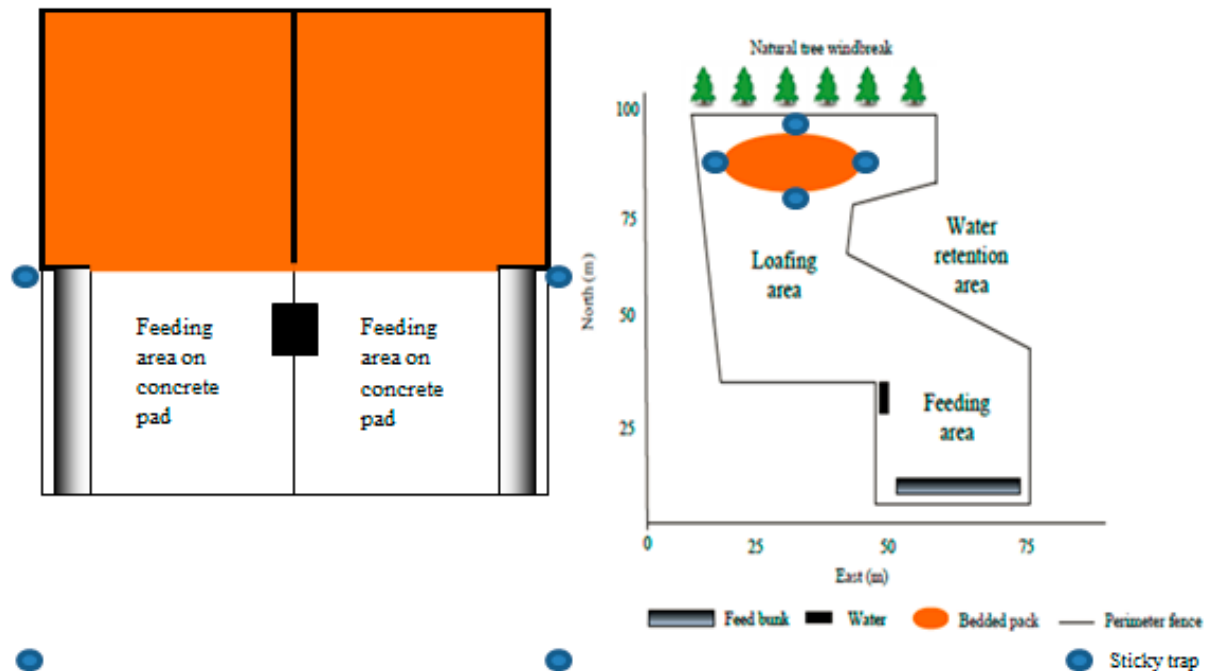 Feeding
area on
concrete
pad
Feeding
area on
concrete
pad
Natural tree windbreak
100
75
50
25
North (m)
Loafing
area
Water
retention
area
Feeding
area
0
25
50
75
East (m)
Feed bunk
Water
Bedded pack
Perimeter fence
Sticky trap